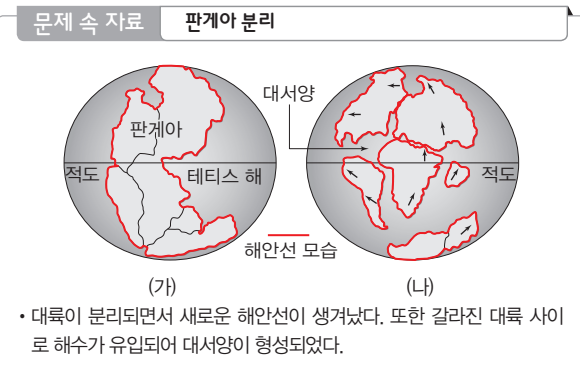 문제 속 자료
판게아 분리
대서양
판게아
적도
테티스 해
적도
해안선 모습
(가)
(나)
• 대륙이 분리되면서 새로운 해안선이 생겨났다. 또한 갈라진 대륙 사이
로 해수가 유입되어 대서양이 형성되었다.